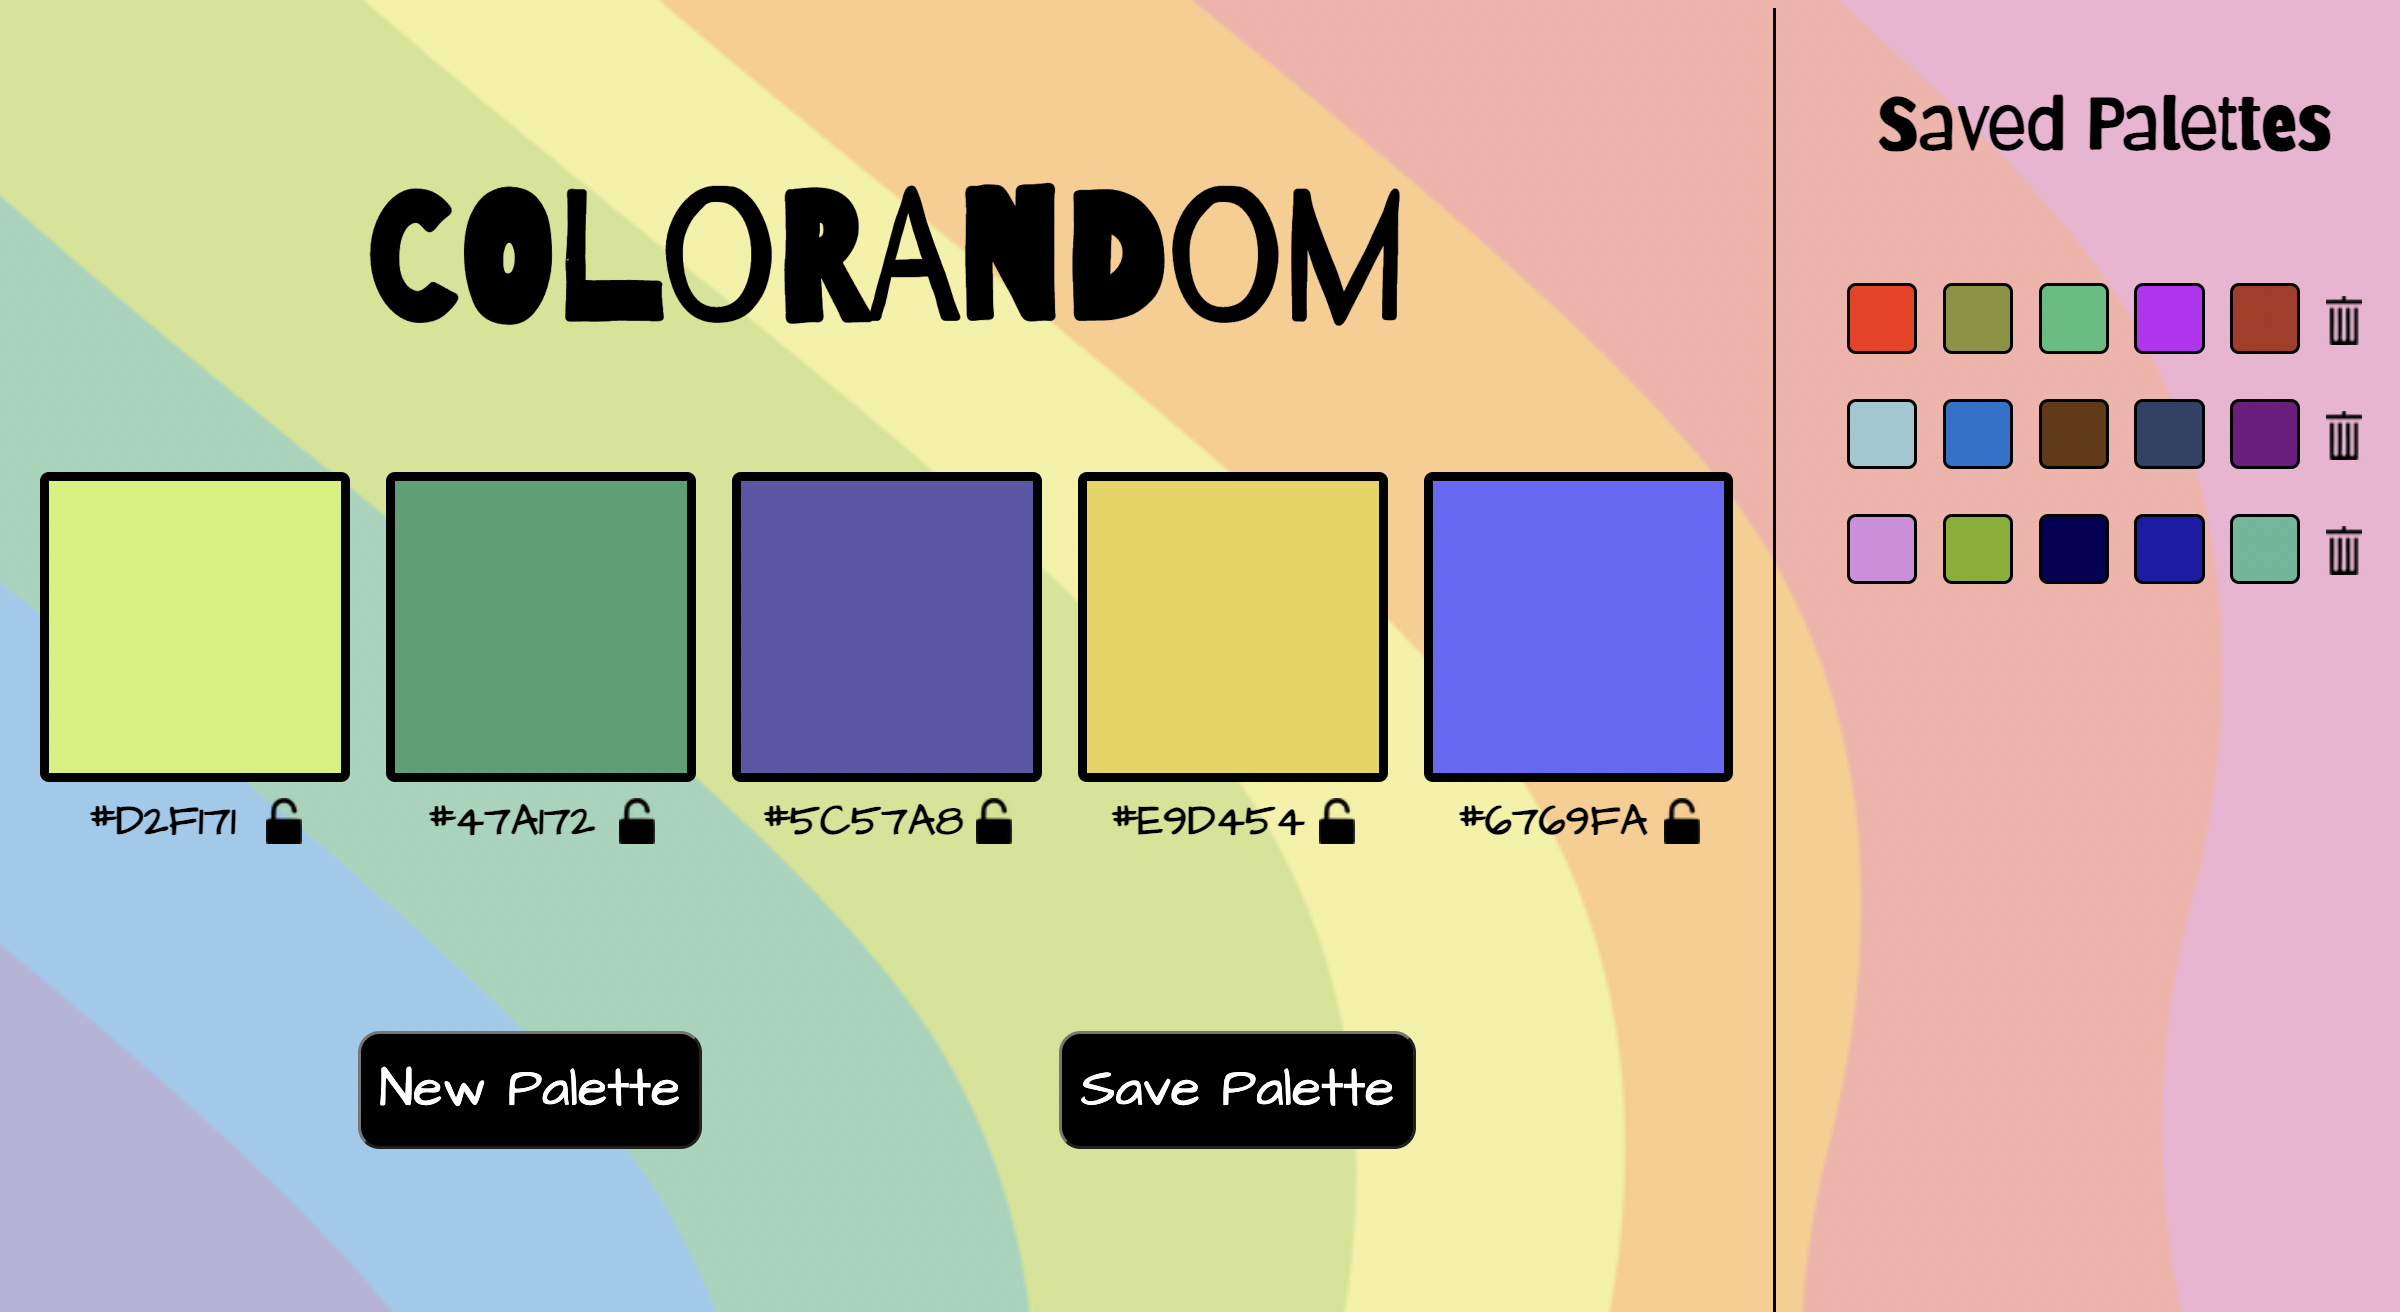 COLORANDOM
#D2F171
#47A172
#5C57A8
#E9D454
#6769FA
New Palette
Save Palette
Saved Palettes